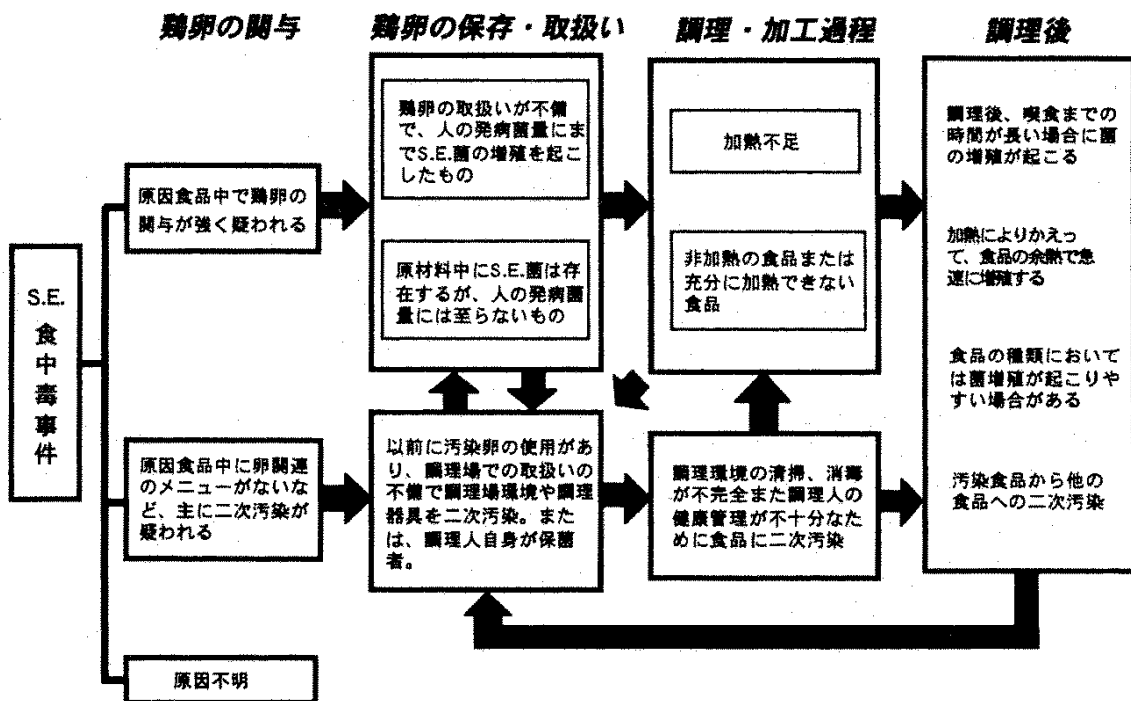 鶏卵の関与
鶏卵の保存・取扱い
調理・加工過程
調理後
S.E.
食
中
毒
事
件
原因食品中で鶏卵の
関与が強く疑われる
原因食品中に卵関連
のメニューがないな
ど、主に二次汚染が
疑われる
原因不明
鶏卵の取扱いが不備
で、人の発病菌量にま
でS.E.菌の増殖を起こ
したもの
原材料中にS.E.菌は存
在するが、人の発病菌
量には至らないもの
以前に汚染卵の使用があ
り、調理場での取扱いの
不備で調理場環境や調理
器具を二次汚染。また
は、調理人自身が保菌
者。
加熱不足
非加熱の食品または
充分に加熱できない
食品
調理環境の清掃、消毒
が不完全また調理人の
健康管理が不十分なた
めに食品に二次汚染
調理後、喫食までの
時間が長い場合に菌
の増殖が起こる
加熱によりかえっ
て、食品の余熱で急
速に増殖する
食品の種類において
は菌増殖が起こりや
すい場合がある
汚染食品から他の
食品への二次汚染